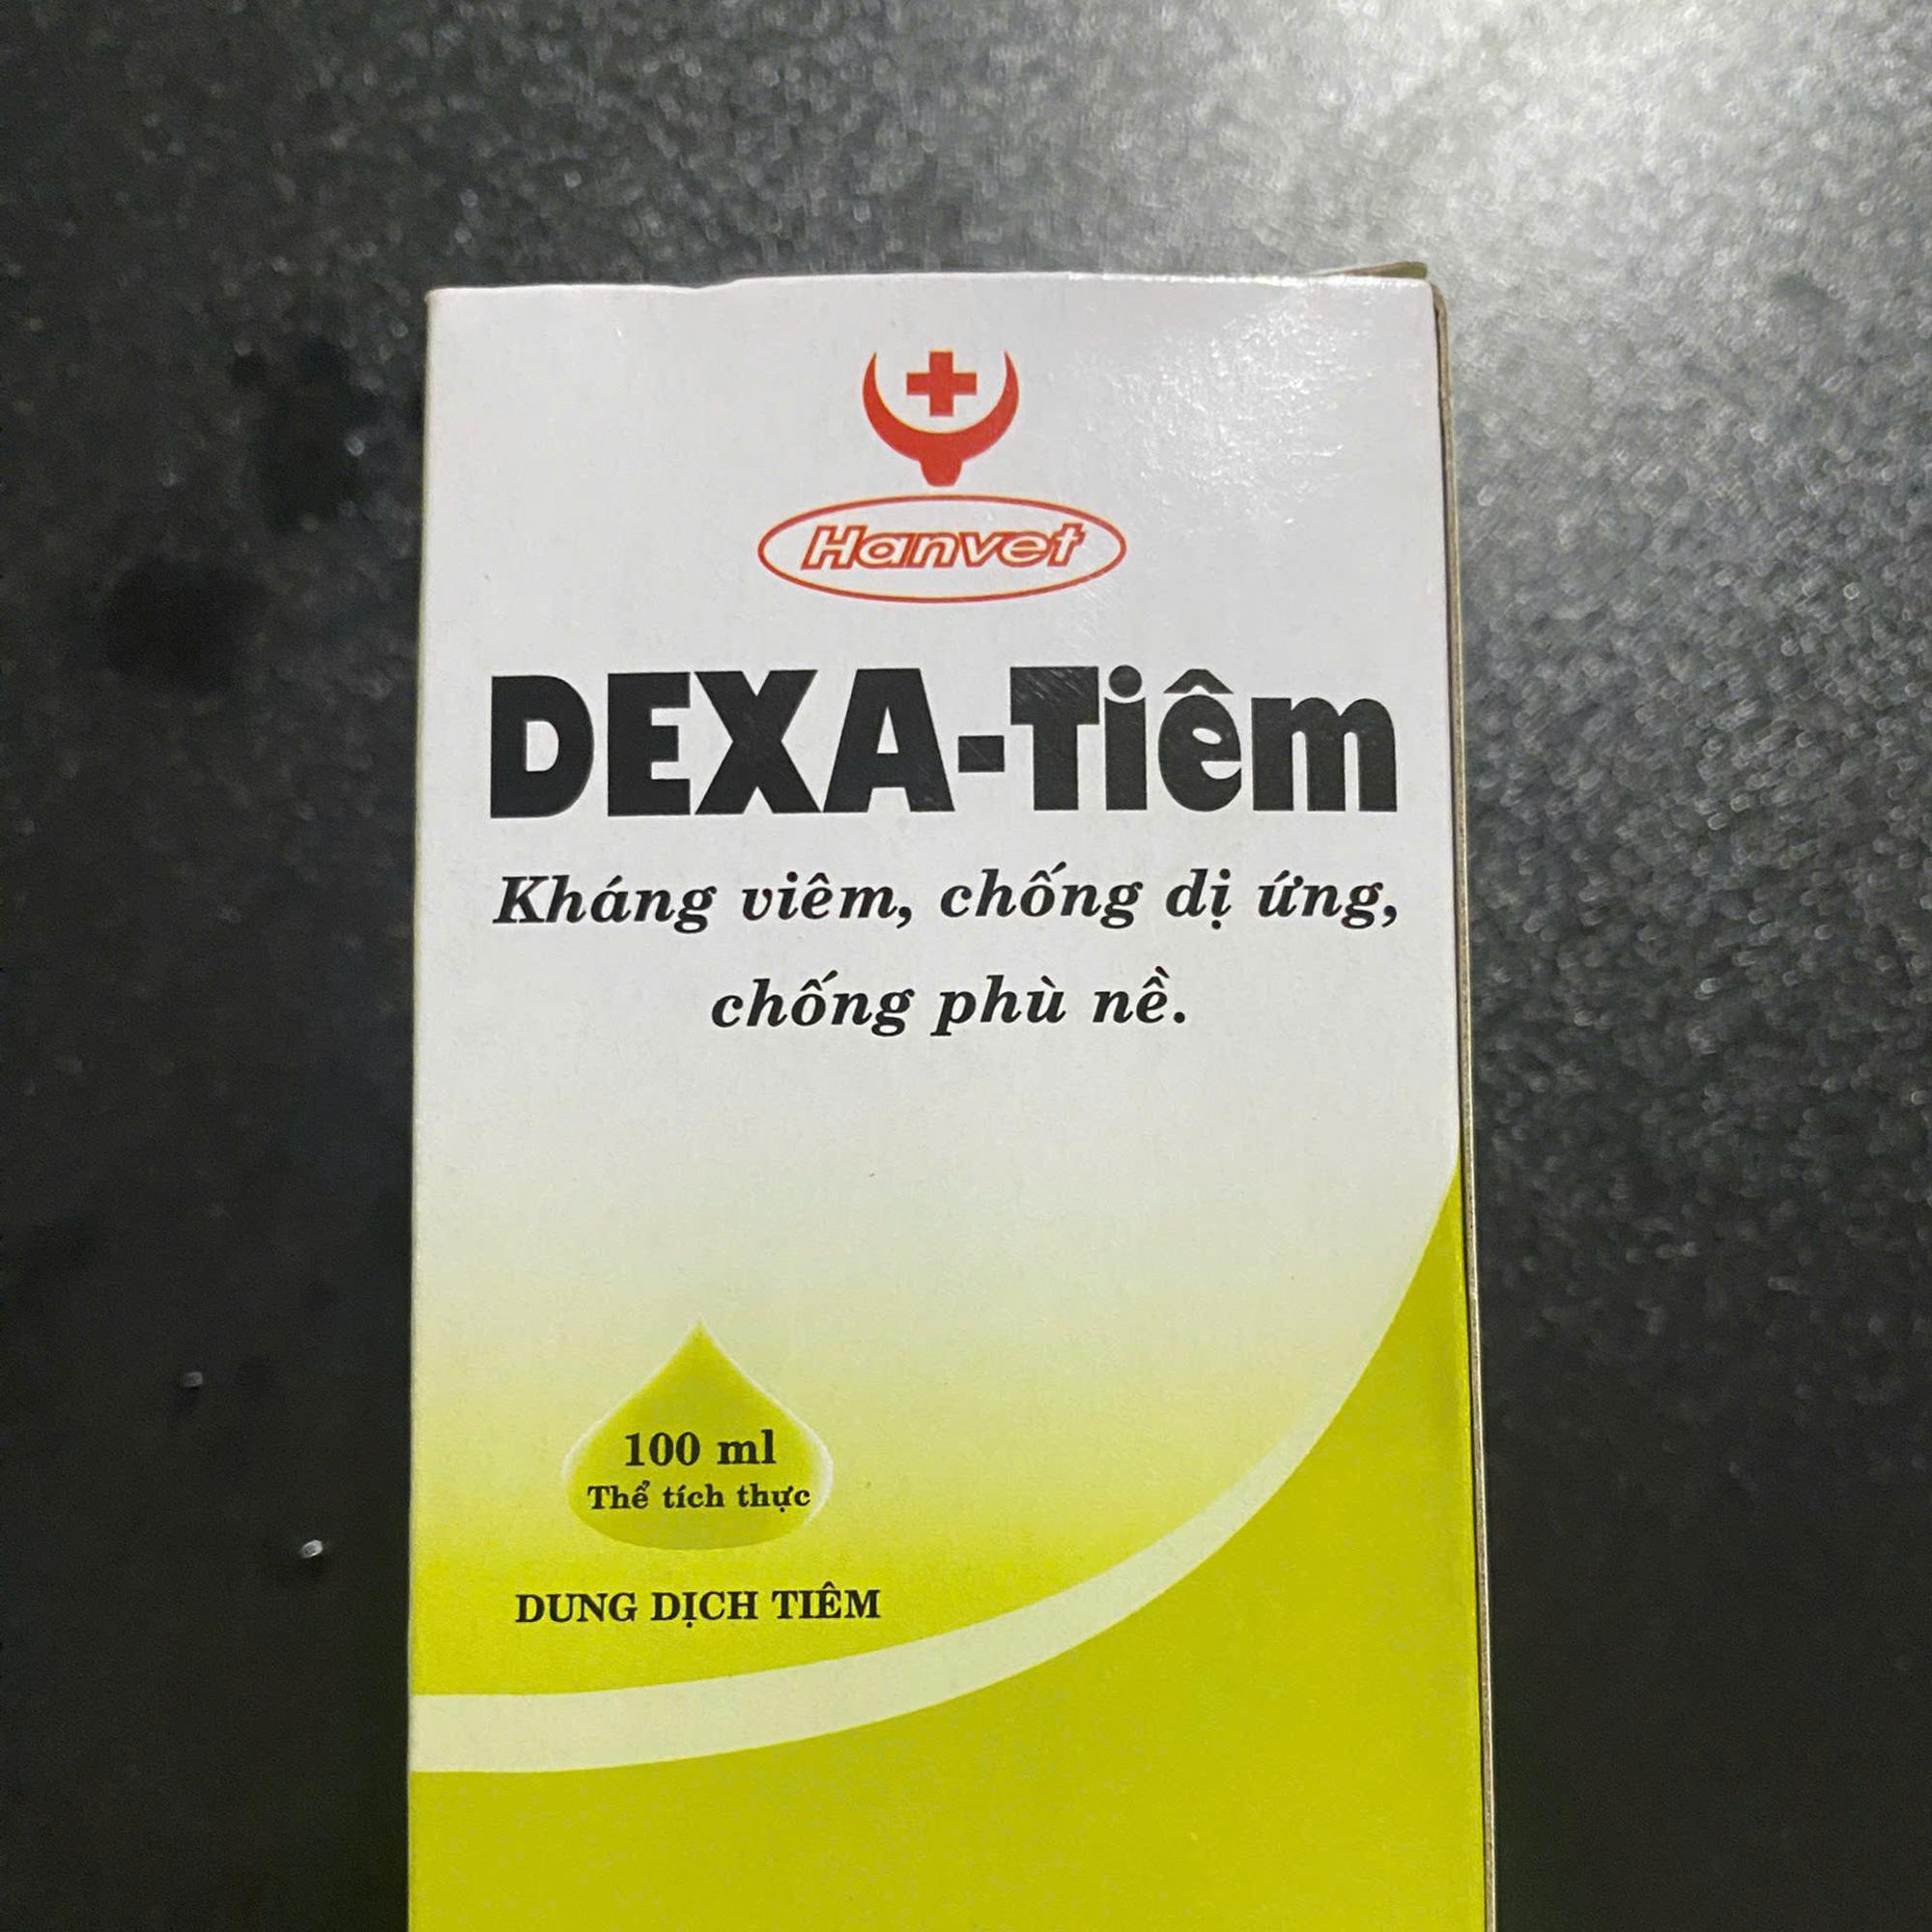 Hanvet
DEXA-Tiêm
Kháng viêm, chống dị ứng,
chống phù nề.
100 ml
Thể tích thực
DUNG DỊCH TIÊM